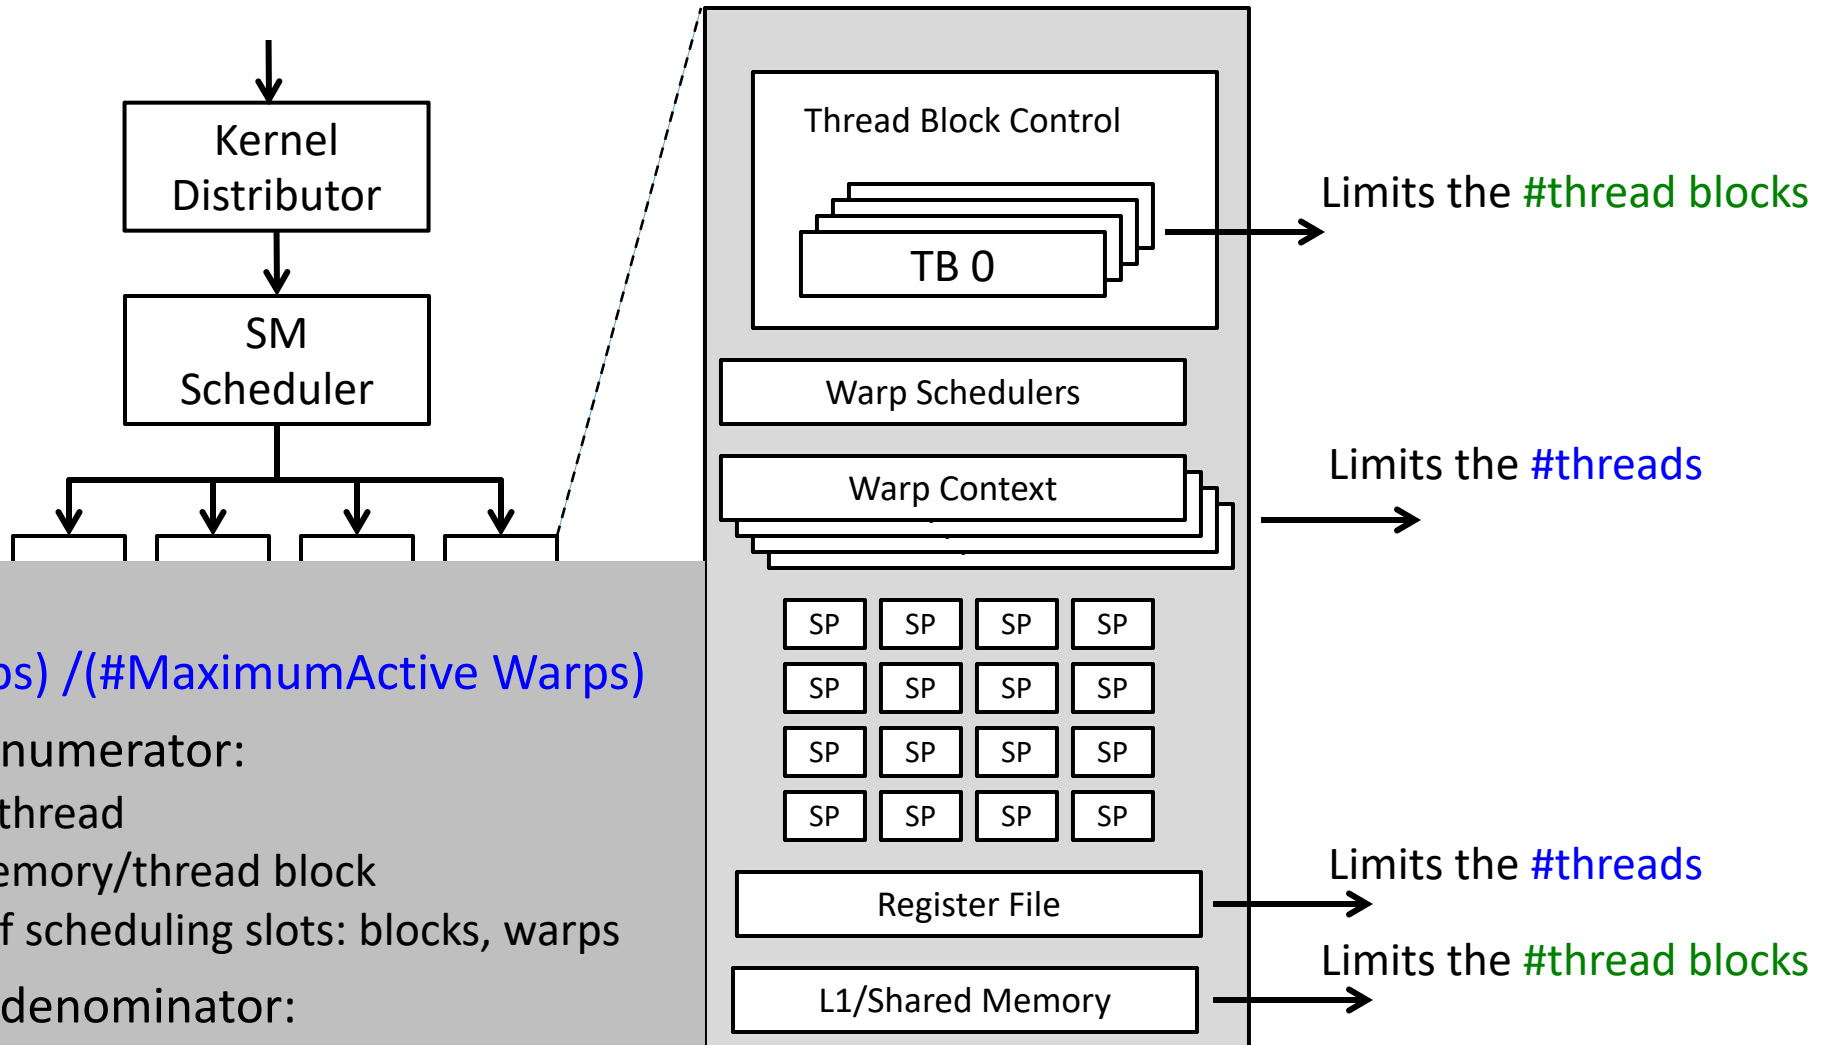 Kernel
Distributor
SM
Scheduler
Thread Block Control
TB 0
Limits the #thread blocks
Warp Schedulers
Warp Context
Limits the #threads
SP SP SP SP
SP SP SP SP
SP SP SP SP
SP SP SP SP
Register File
Limits the #threads
L1/Shared Memory
Limits the #thread blocks
) /(#MaximumActive Warps)
numerator:
thread
/thread block
scheduling slots: blocks, warps
denominator: